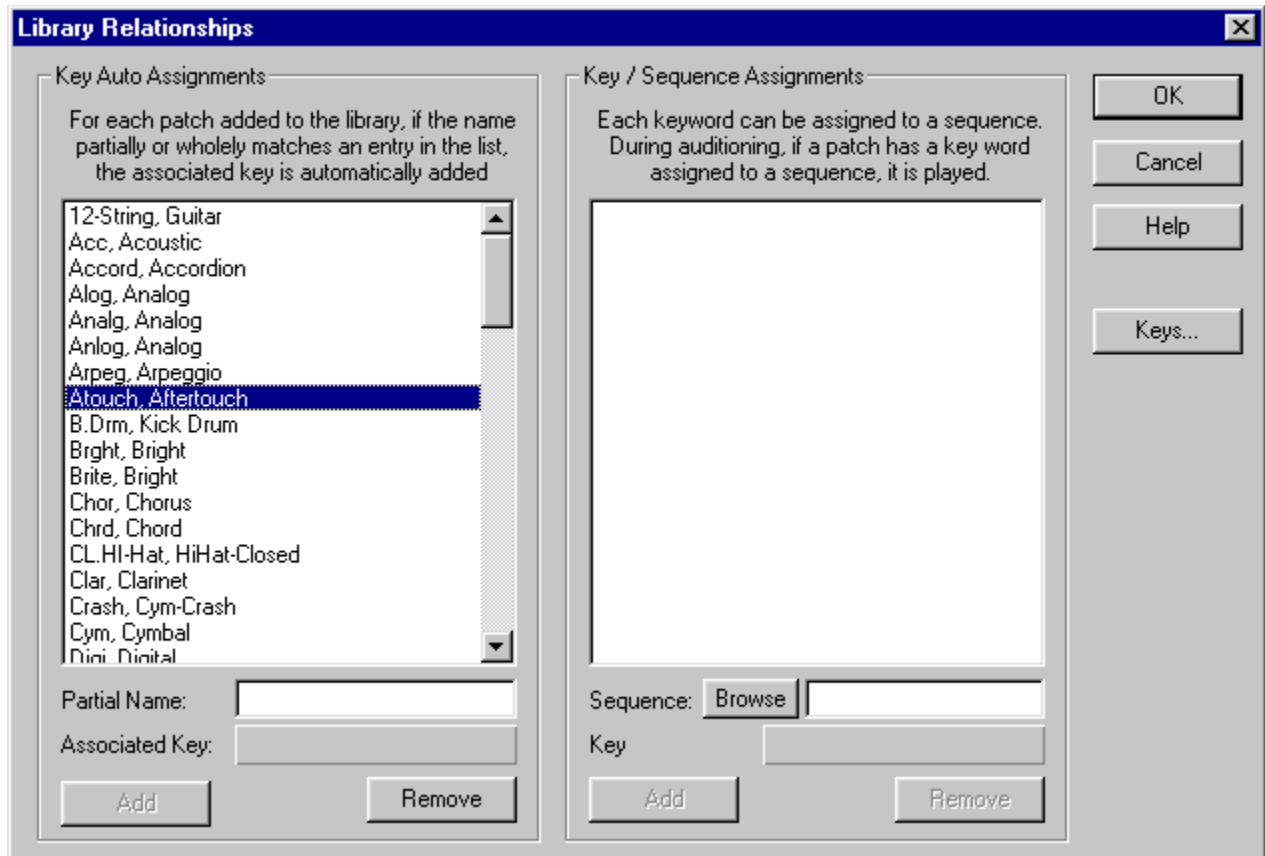 Library Relationships
Key Auto Assignments
For each patch added to the library, if the name
partially or wholely matches an entry in the list,
the associated key is automatically added
12-String, Guitar
Acc, Acoustic
Accord, Accordion
Alog, Analog
Analg, Analog
Anlog, Analog
Arpeg, Arpeggio
Atouch, Aftertouch
B.Drm, Kick Drum
Brght, Bright
Brite, Bright
Chor, Chorus
Chrd, Chord
CL.HI-Hat, HiHat-Closed
Clar, Clarinet
Crash, Cym-Crash
Cym, Cymbal
Digi, Digital
Partial Name:
Associated Key:
Add
Remove
Key / Sequence Assignments
Each keyword can be assigned to a sequence.
During auditioning, if a patch has a key word
assigned to a sequence, it is played.
Sequence:
Browse
Key
Add
Remove
OK
Cancel
Help
Keys...